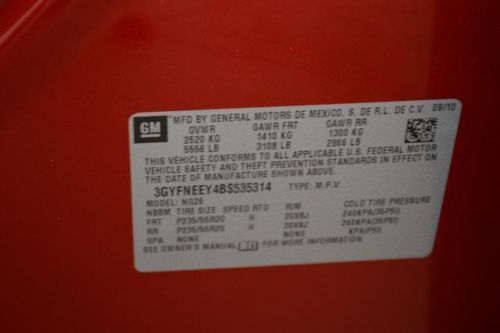 GM
MFD BY GENERAL MOTORS DE MEXICO, S. DE R.L. DE C.V. 09/10
GVWR GAWR FRT GAWR RR
2520 KG 1410 KG 1300 KG
5556 LB 3108 LB 2866 LB
THIS VEHICLE CONFORMS TO ALL APPLICABLE U.S. FEDERAL MOTOR
VEHICLE SAFETY AND THEFT PREVENTION STANDARDS IN EFFECT ON
THE DATE OF MANUFACTURE SHOWN ABOVE.
3GYFNEEY4BS535314 TYPE: M.P.V.
MODEL: NG26
NBBM TIRE SIZE SPEED RTG RIM COLD TIRE PRESSURE
FRT P235/55R20 H 20X8J 240KPA(35PSI)
RR P235/55R20 H 20X8J 240KPA(35PSI)
SPA NONE NONE KPA(PSI)
SEE OWNER'S MANUAL FOR MORE INFORMATION.